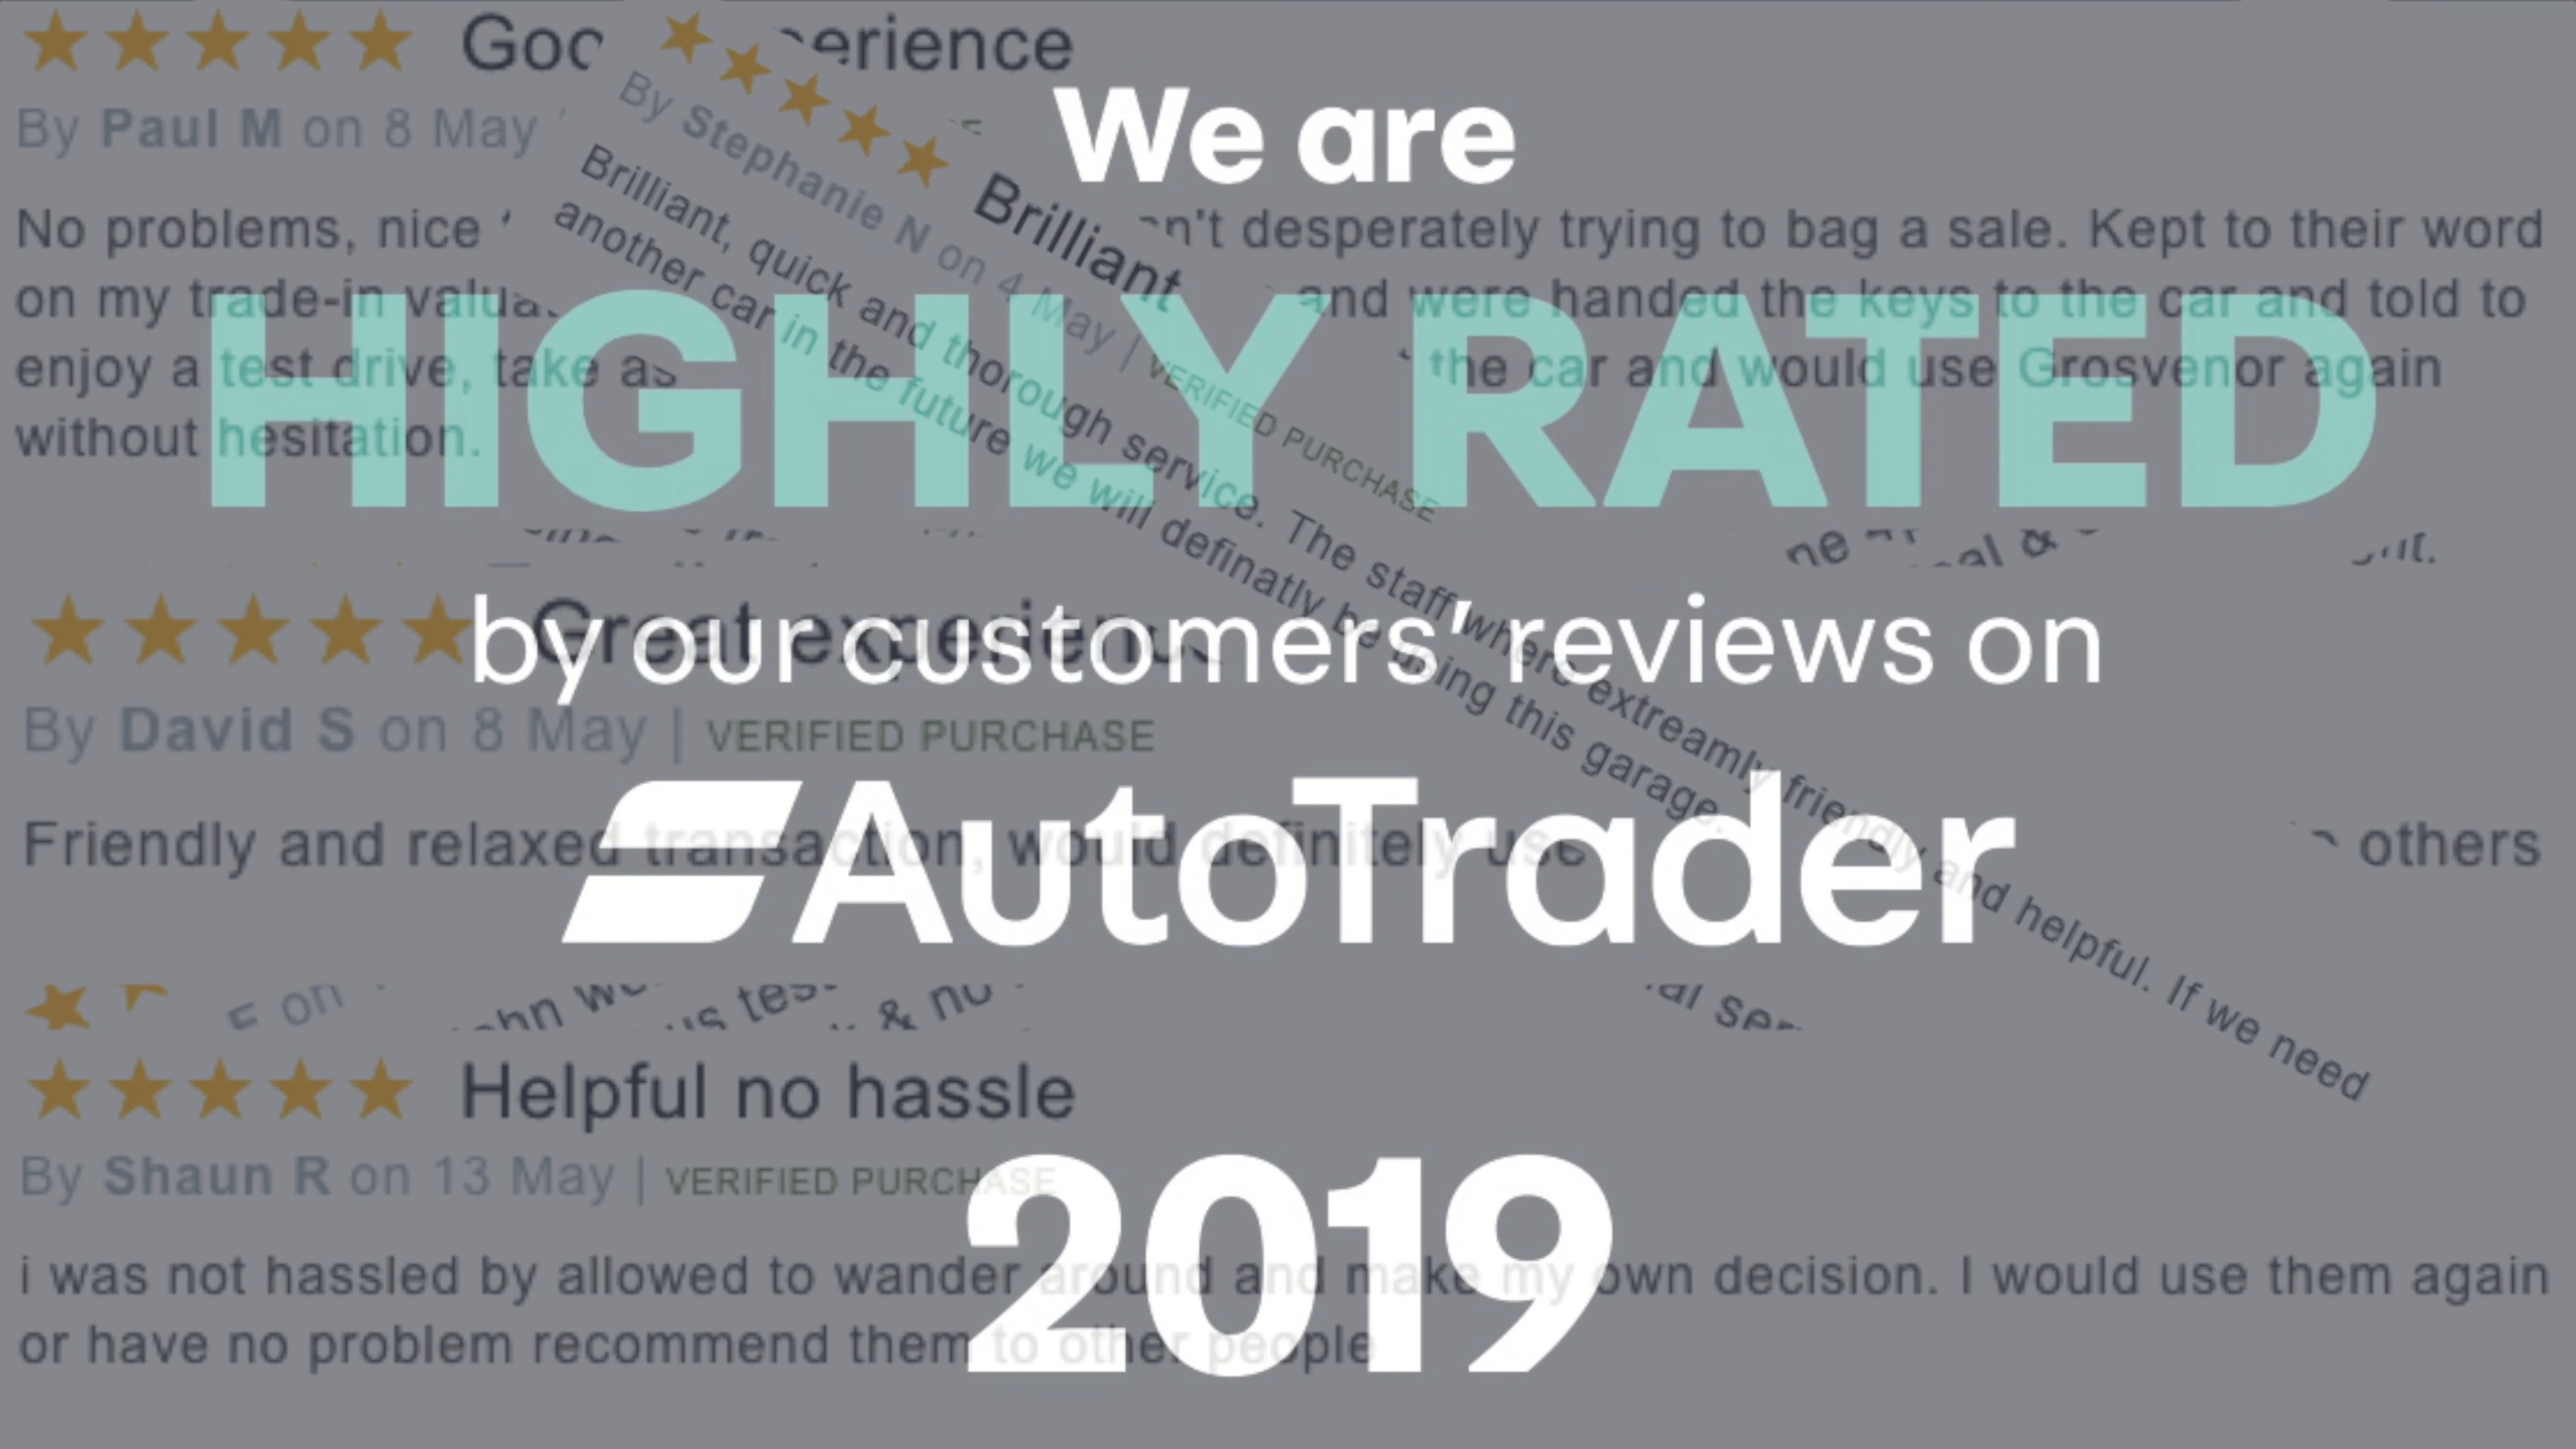 We are
HIGHLY RATED
by our customers' reviews on
AutoTrader
2019
By Paul M on 8 May
No problems, nice
desperately trying to bag a sale. Kept to their word
on my trade-in
and were handed the keys to the car and told to
enjoy a test drive, take
the car and would use Grosvenor again
without hesitation.
Brilliant
By Stephanie N on 4 May | VERIFIED PURCHASE
Brilliant, quick and thorough service. The staff where extreamly friendly and helpful. If we need
another car in the future we will definatly be using this garage.
Great experience
By David S on 8 May | VERIFIED PURCHASE
Friendly and relaxed transaction, would definitely use
others
Helpful no hassle
By Shaun R on 13 May | VERIFIED PURCHASE
i was not hassled by allowed to wander around and make my own decision. I would use them again
or have no problem recommend them to other people